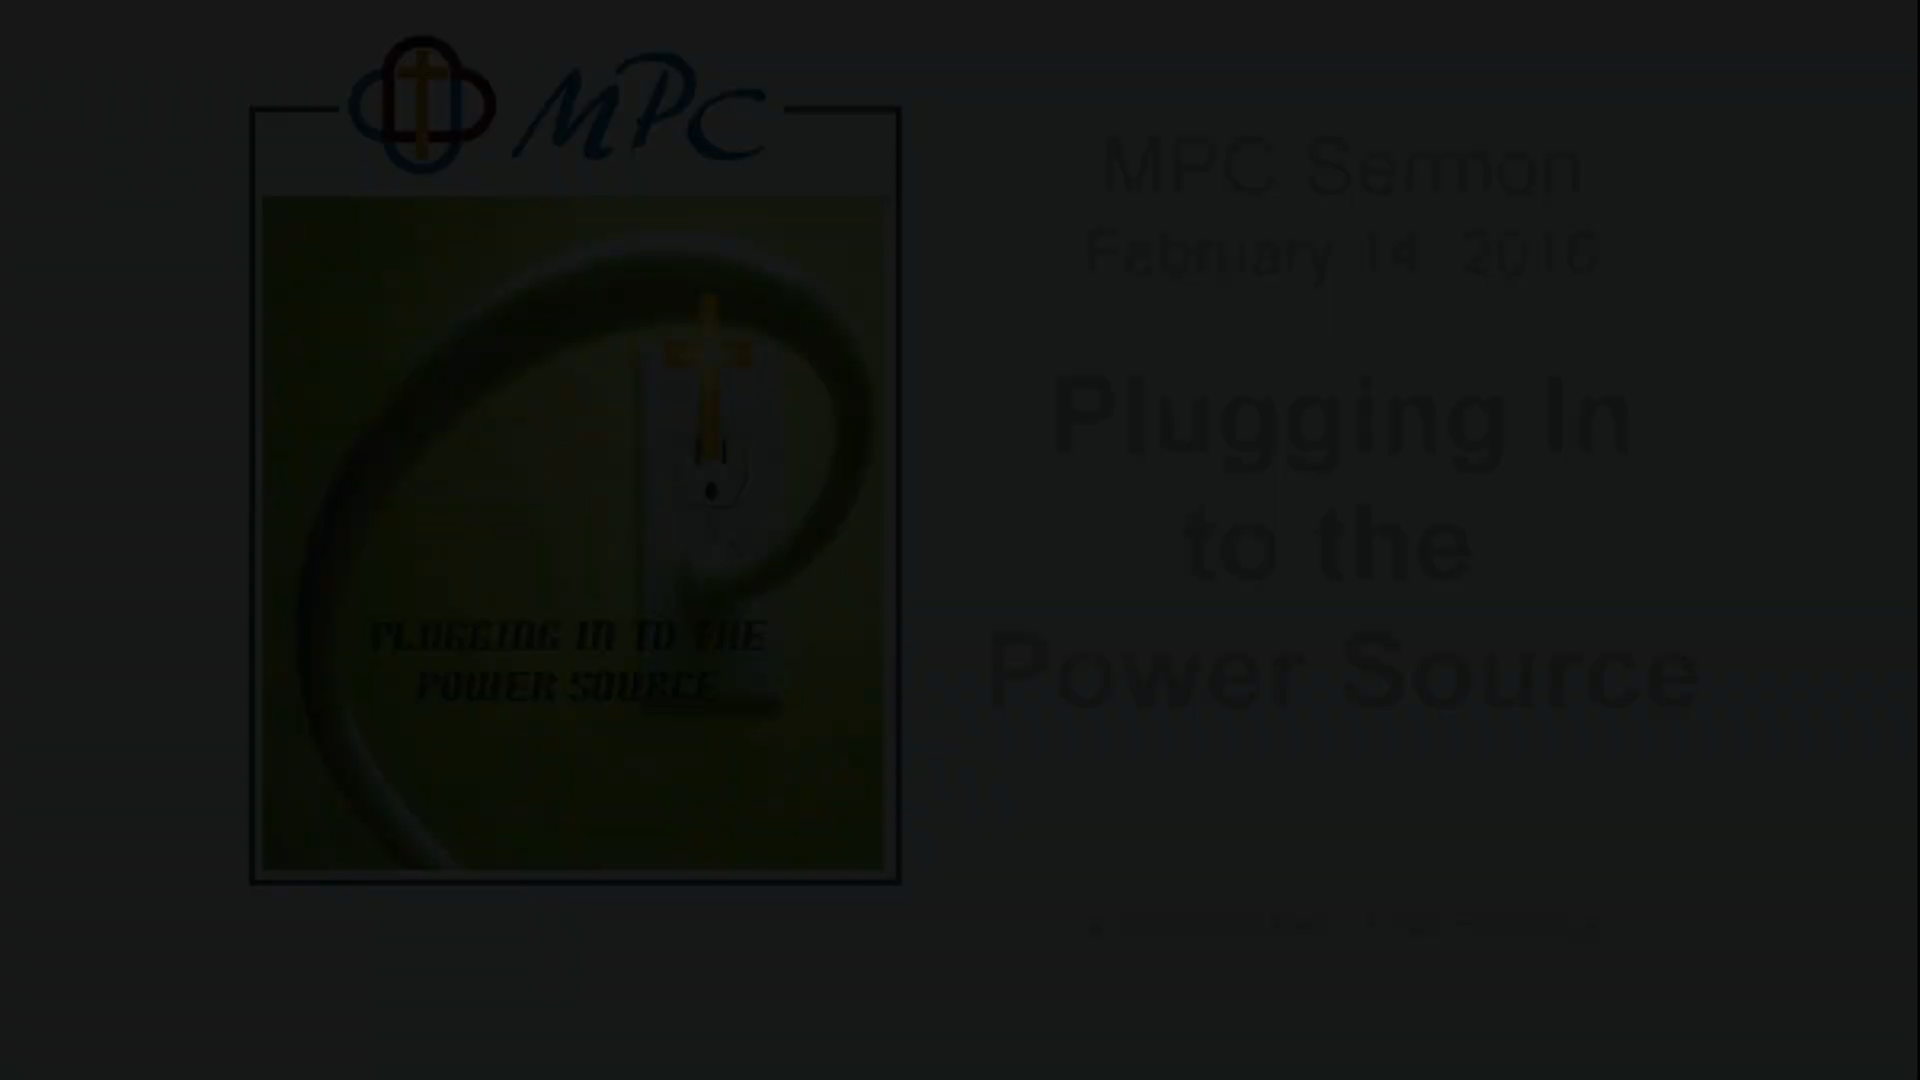 MPC
PLUGGING IN TO THE
POWER SOURCE
MPC Sermon
February 14, 2016
Plugging In
to the
Power Source